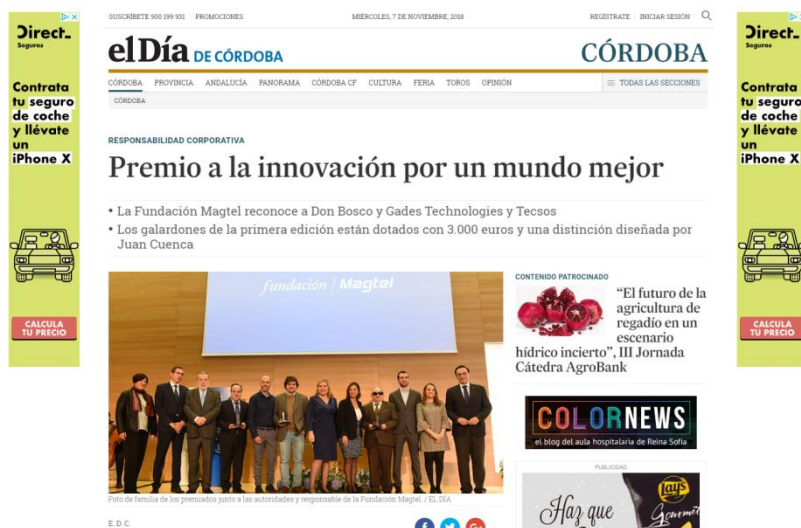 SUSCRÍBETE 900 199 931 PROMOCIONES
MIÉRCOLES, 7 DE NOVIEMBRE, 2018
REGÍSTRATE INICIAR SESIÓN
elDía DE CÓRDOBA
CÓRDOBA
CÓRDOBA PROVINCIA ANDALUCÍA PANORAMA CÓRDOBA CF CULTURA FERIA TOROS OPINIÓN
TODAS LAS SECCIONES
CÓRDOBA
Direct_
Seguros
Contrata
tu seguro
de coche
y llévate
un
iPhone X
CALCULA
TU PRECIO
RESPONSABILIDAD CORPORATIVA
Premio a la innovación por un mundo mejor
• La Fundación Magtel reconoce a Don Bosco y Gades Technologies y Tecsos
• Los galardones de la primera edición están dotados con 3.000 euros y una distinción diseñada por
Juan Cuenca
fundación | Magtel
Foto de familia de los premiados junto a las autoridades y responsable de la Fundación Magtel. / EL DÍA
E. D. C.
CONTENIDO PATROCINADO
“El futuro de la
agricultura de
regadío en un
escenario
hídrico incierto”, III Jornada
Cátedra AgroBank
COLORNEWS
el blog del aula hospitalaria de Reina Sofía
PUBLICIDAD
Haz que
Lay's
Gourmet
Direct_
Seguros
Contrata
tu seguro
de coche
y llévate
un
iPhone X
CALCULA
TU PRECIO